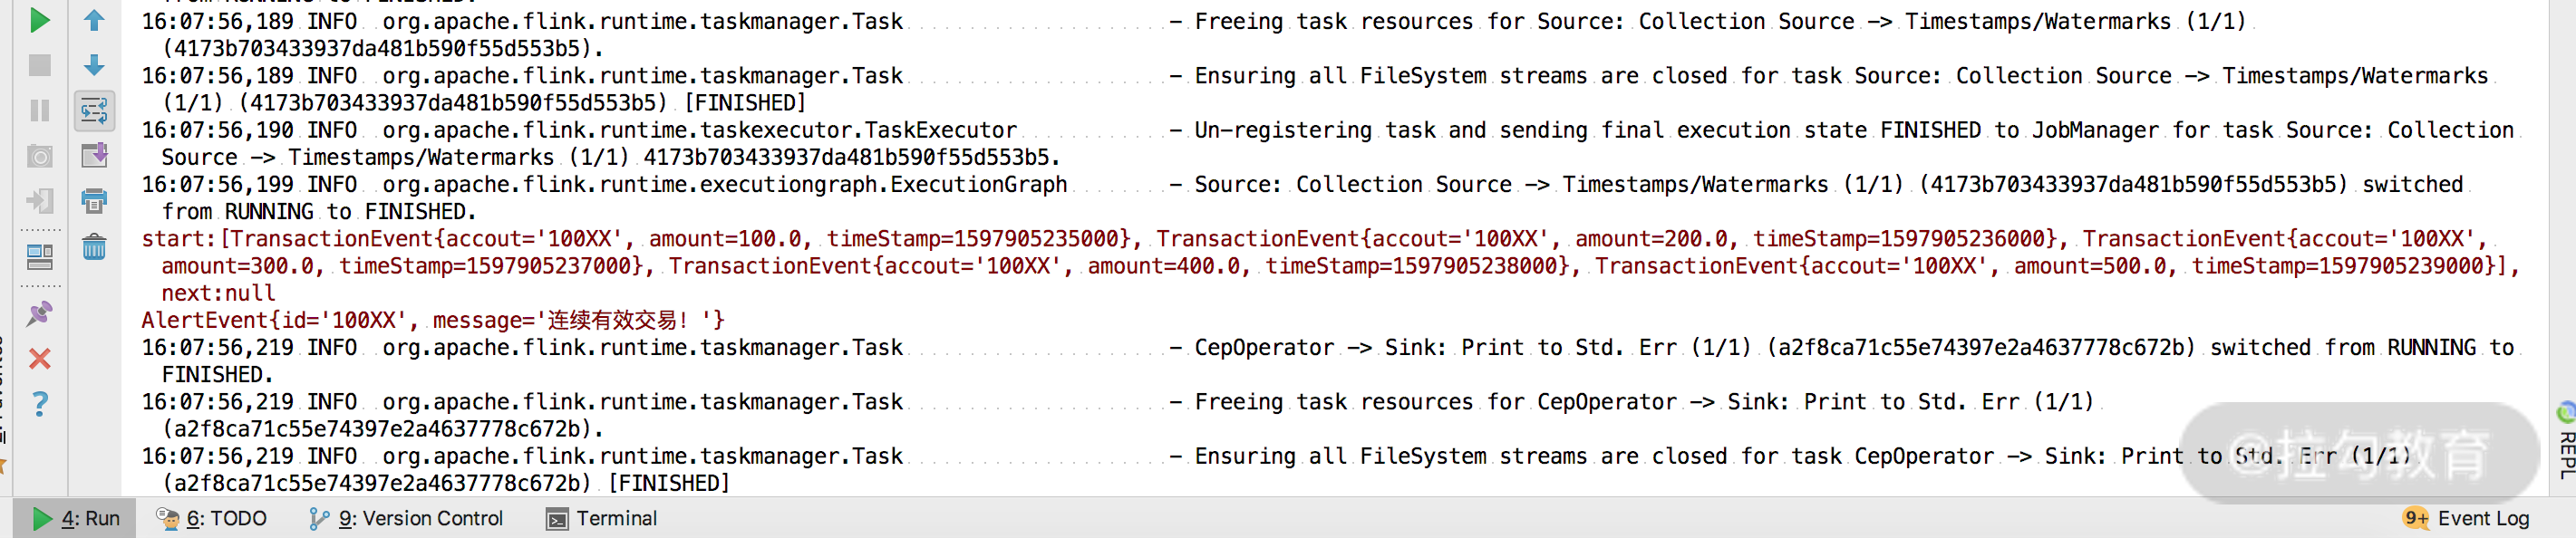 from RUNNING to FINISHED.
16:07:56,189 INFO org.apache.flink.runtime.taskmanager.Task - Freeing task resources for Source: Collection Source -> Timestamps/Watermarks (1/1)
(4173b703433937da481b590f55d553b5).
16:07:56,189 INFO org.apache.flink.runtime.taskmanager.Task - Ensuring all FileSystem streams are closed for task Source: Collection Source -> Timestamps/Watermarks
(1/1) (4173b703433937da481b590f55d553b5) [FINISHED]
16:07:56,190 INFO org.apache.flink.runtime.taskexecutor.TaskExecutor - Un-registering task and sending final execution state FINISHED to JobManager for task Source: Collection
Source -> Timestamps/Watermarks (1/1) 4173b703433937da481b590f55d553b5.
16:07:56,199 INFO org.apache.flink.runtime.executiongraph.ExecutionGraph - Source: Collection Source -> Timestamps/Watermarks (1/1) (4173b703433937da481b590f55d553b5) switched
from RUNNING to FINISHED.
start:[TransactionEvent{accout='100XX', amount=100.0, timeStamp=1597905235000}, TransactionEvent{accout='100XX', amount=200.0, timeStamp=1597905236000}, TransactionEvent{accout='100XX',
amount=300.0, timeStamp=1597905237000}, TransactionEvent{accout='100XX', amount=400.0, timeStamp=1597905238000}, TransactionEvent{accout='100XX', amount=500.0, timeStamp=1597905239000}],
next:null
AlertEvent{id='100XX', message='连续有效交易！'}
16:07:56,219 INFO org.apache.flink.runtime.taskmanager.Task - CepOperator -> Sink: Print to Std. Err (1/1) (a2f8ca71c55e74397e2a4637778c672b) switched from RUNNING to
FINISHED.
16:07:56,219 INFO org.apache.flink.runtime.taskmanager.Task - Freeing task resources for CepOperator -> Sink: Print to Std. Err (1/1)
(a2f8ca71c55e74397e2a4637778c672b).
16:07:56,219 INFO org.apache.flink.runtime.taskmanager.Task - Ensuring all FileSystem streams are closed for task CepOperator -> Sink: Print to Std. Err (1/1)
(a2f8ca71c55e74397e2a4637778c672b) [FINISHED]
@拉勾教育
REPL
4: Run 6: TODO 9: Version Control Terminal 9+ Event Log